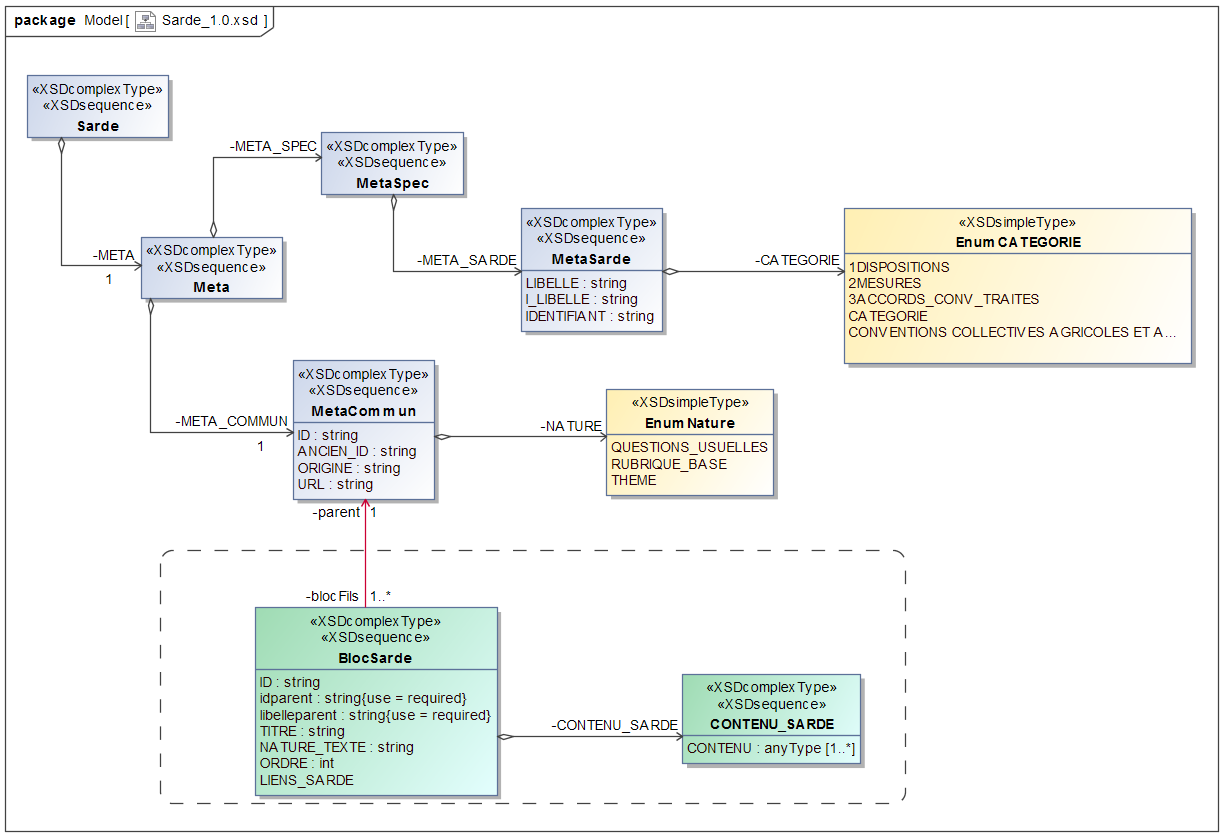 package Model [ Sarde_1.0.xsd ]
«XSDcomplexType»
«XSDsequence»
Sarde
-META
1
-META_SPEC
«XSDcomplexType»
«XSDsequence»
MetaSpec
«XSDcomplexType»
«XSDsequence»
Meta
-META_SARDE
«XSDcomplexType»
«XSDsequence»
MetaSarde
LIBELLE : string
I_LIBELLE : string
IDENTIFIANT : string
-CATEGORIE
«XSDsimpleType»
Enum CATEGORIE
1DISPOSITIONS
2MESURES
3ACCORDS_CONV_TRAITES
CATEGORIE
CONVENTIONS COLLECTIVES AGRICOLES ET A...
-META_COMMUN
1
«XSDcomplexType»
«XSDsequence»
MetaCommun
ID : string
ANCIEN_ID : string
ORIGINE : string
URL : string
-NATURE
«XSDsimpleType»
Enum Nature
QUESTIONS_USUELLES
RUBRIQUE_BASE
THEME
-parent 1
-blocFils 1..*
«XSDcomplexType»
«XSDsequence»
BlocSarde
ID : string
idparent : string{use = required}
libelleparent : string{use = required}
TITRE : string
NATURE_TEXTE : string
ORDRE : int
LIENS_SARDE
-CONTENU_SARDE
«XSDcomplexType»
«XSDsequence»
CONTENU_SARDE
CONTENU : anyType [1..*]